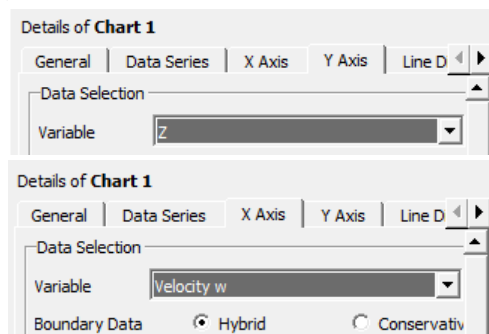 Details of Chart 1
General Data Series X Axis Y Axis Line D
Data Selection
Variable Z
Details of Chart 1
General Data Series X Axis Y Axis Line D
Data Selection
Variable Velocity w
Boundary Data Hybrid Conservativ